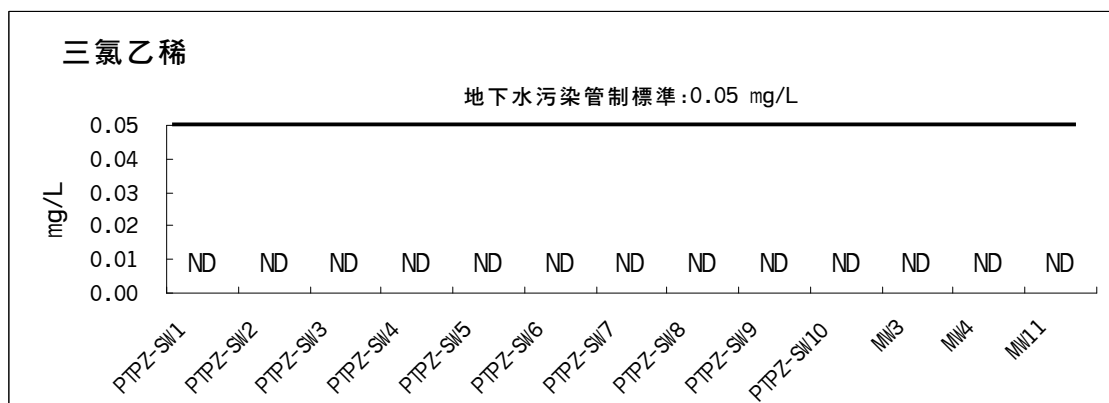 三氯乙稀
地下水污染管制標準:0.05 mg/L
mg/L
0.05
0.04
0.03
0.02
0.01
0.00
ND ND ND ND ND ND ND ND ND ND ND ND ND
PTPZ-SW1
PTPZ-SW2
PTPZ-SW3
PTPZ-SW4
PTPZ-SW5
PTPZ-SW6
PTPZ-SW7
PTPZ-SW8
PTPZ-SW9
PTPZ-SW10
MW3
MW4
MW11